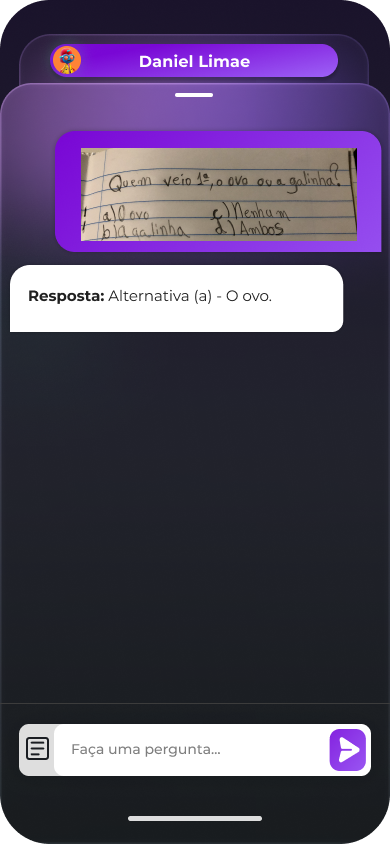 Daniel Limae
Quem veio 1º, o ovo ou a galinha?
a) O ovo c) Nenhum
b) a galinha d) Ambos
Resposta: Alternativa (a) - O ovo.
Faça uma pergunta...